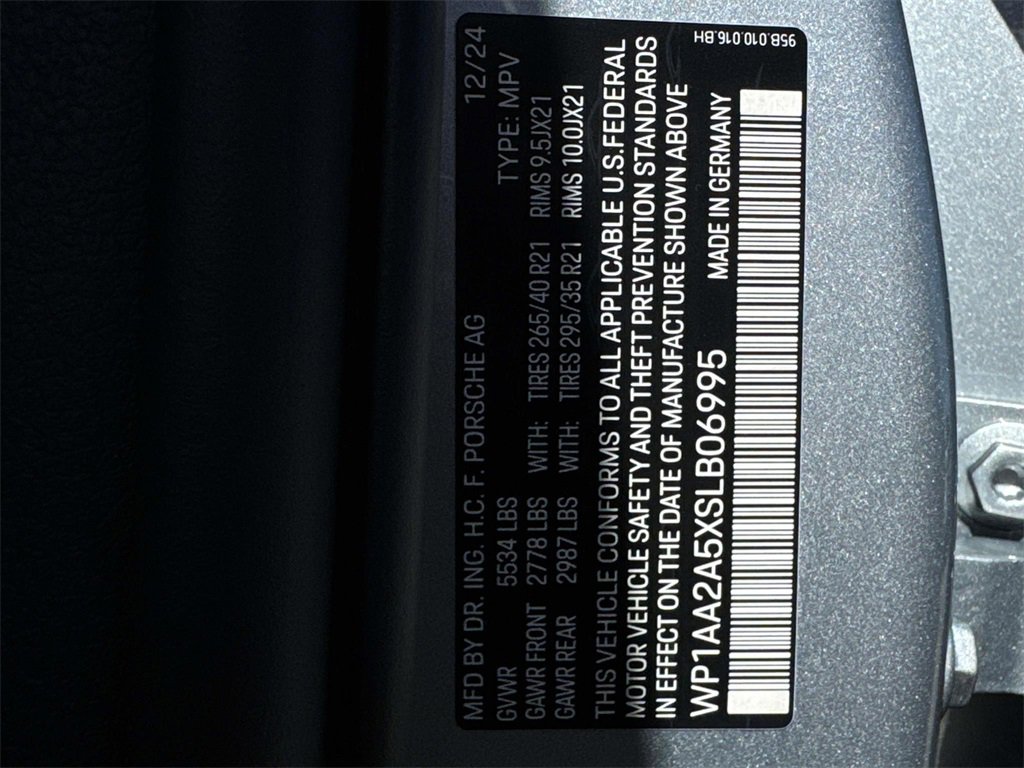 MFD BY DR. ING. H.C. F. PORSCHE AG 12/24
GVWR 5534 LBS TYPE: MPV
GAWR FRONT 2778 LBS WITH: TIRES 265/40 R21 RIMS 9.5JX21
GAWR REAR 2987 LBS WITH: TIRES 295/35 R21 RIMS 10.0JX21
THIS VEHICLE CONFORMS TO ALL APPLICABLE U.S.FEDERAL
MOTOR VEHICLE SAFETY AND THEFT PREVENTION STANDARDS
IN EFFECT ON THE DATE OF MANUFACTURE SHOWN ABOVE
WP1AA2A5XSLB06995 MADE IN GERMANY
95B.010.016.BH